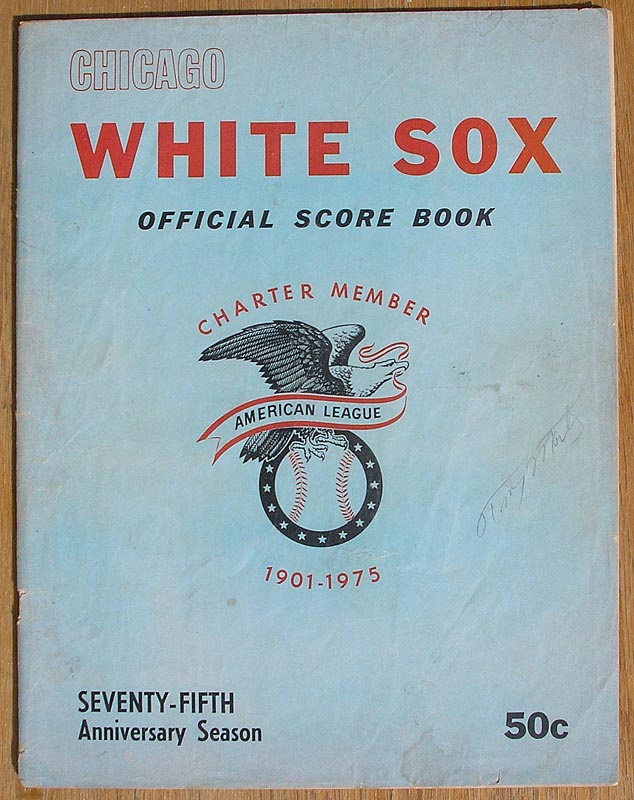 CHICAGO
WHITE SOX
OFFICIAL SCORE BOOK
CHARTER MEMBER
AMERICAN LEAGUE
1901-1975
SEVENTY-FIFTH
Anniversary Season
50c